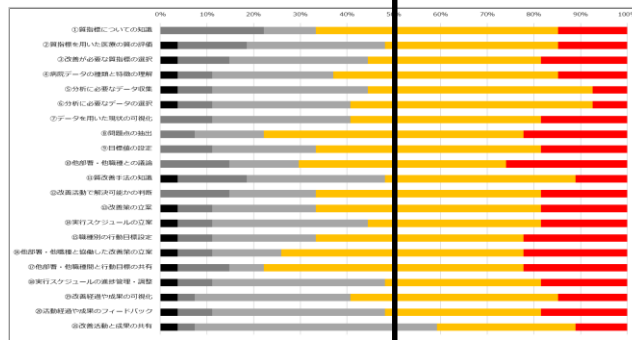 0% 10% 20% 30% 40% 50% 60% 70% 80% 90% 100%
①質指標についての知識
②質指標を用いた医療の質の評価
③改善が必要な質指標の選択
④病院データの種類と特徴の理解
⑤分析に必要なデータ収集
⑥分析に必要なデータの選択
⑦データを用いた現状の可視化
⑧問題点の抽出
⑨目標値の設定
⑩他部署・他職種との議論
⑪質改善手法の知識
⑫改善活動で解決可能かの判断
⑬改善策の立案
⑭実行スケジュールの立案
⑮職種別の行動目標設定
⑯他部署・他職種と協働した改善策の立案
⑰他部署・他職種間と行動目標の共有
⑱実行スケジュールの進捗管理・調整
⑲改善経過や成果の可視化
⑳活動経過や成果のフィードバック
㉑改善活動と成果の共有